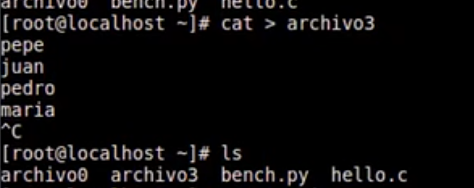 archivo0 bench.py hello.c
[root@localhost ~]# cat > archivo3
pepe
juan
pedro
maria
^C
[root@localhost ~]# ls
archivo0 archivo3 bench.py hello.c